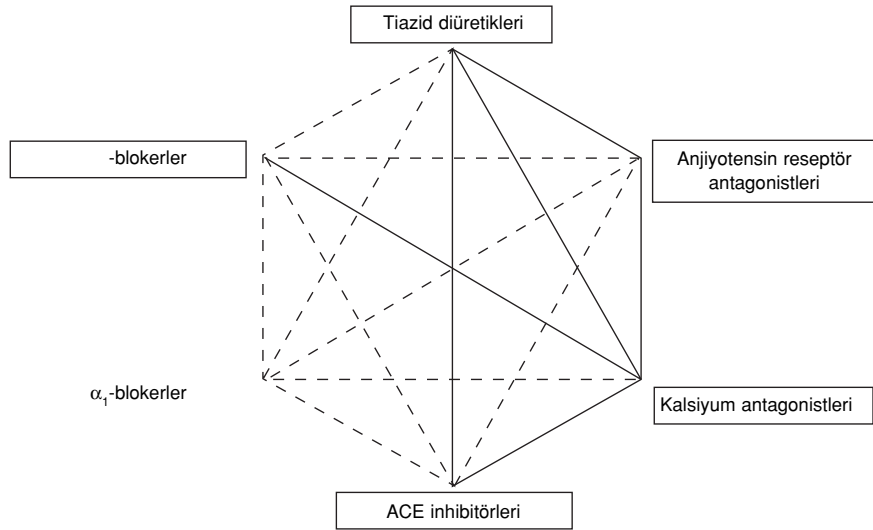 Tiazid diüretikleri
-blokerler
Anjiyotensin reseptör
antagonistleri
α1-blokerler
Kalsiyum antagonistleri
ACE inhibitörleri